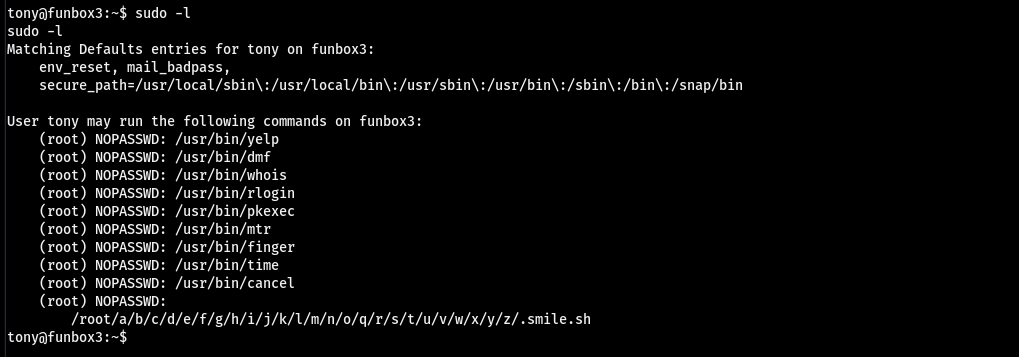 tony@funbox3:~$ sudo -l
sudo -l
Matching Defaults entries for tony on funbox3:
    env_reset, mail_badpass,
    secure_path=/usr/local/sbin\:/usr/local/bin\:/usr/sbin\:/usr/bin\:/sbin\:/bin\:/snap/bin

User tony may run the following commands on funbox3:
    (root) NOPASSWD: /usr/bin/yelp
    (root) NOPASSWD: /usr/bin/dmf
    (root) NOPASSWD: /usr/bin/whois
    (root) NOPASSWD: /usr/bin/rlogin
    (root) NOPASSWD: /usr/bin/pkexec
    (root) NOPASSWD: /usr/bin/mtr
    (root) NOPASSWD: /usr/bin/finger
    (root) NOPASSWD: /usr/bin/time
    (root) NOPASSWD: /usr/bin/cancel
    (root) NOPASSWD:
        /root/a/b/c/d/e/f/g/h/i/j/k/l/m/n/o/q/r/s/t/u/v/w/x/y/z/.smile.sh
tony@funbox3:~$